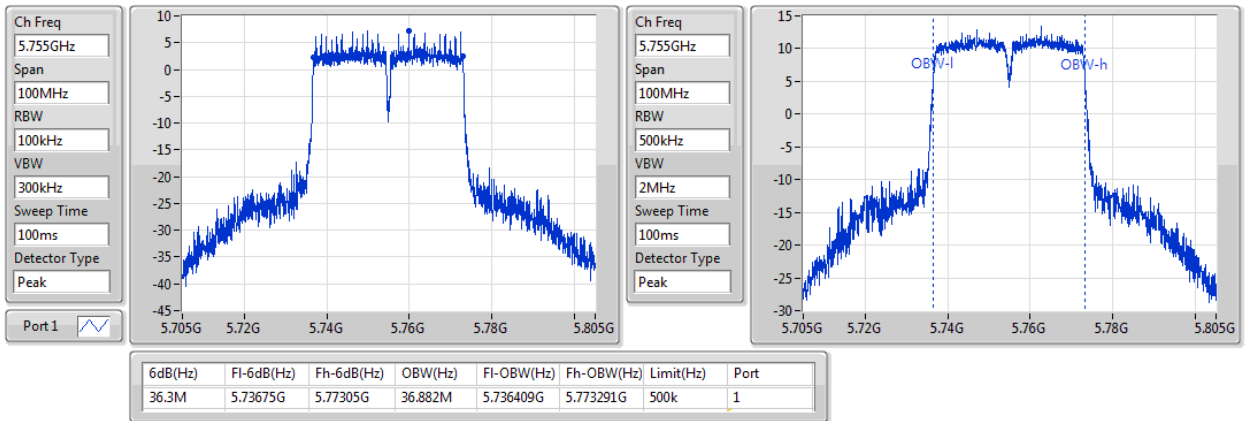 Ch Freq
5.755GHz
Span
100MHz
RBW
100kHz
VBW
300kHz
Sweep Time
100ms
Detector Type
Peak
Port 1
10
5
0
-5
-10
-15
-20
-25
-30
-35
-40
-45
5.705G 5.72G 5.74G 5.76G 5.78G 5.805G
Ch Freq
5.755GHz
Span
100MHz
RBW
500kHz
VBW
2MHz
Sweep Time
100ms
Detector Type
Peak
15
10
5
0
-5
-10
-15
-20
-25
-30
OBW-l OBW-h
5.705G 5.72G 5.74G 5.76G 5.78G 5.805G
6dB(Hz) Fl-6dB(Hz) Fh-6dB(Hz) OBW(Hz) Fl-OBW(Hz) Fh-OBW(Hz) Limit(Hz) Port
36.3M 5.73675G 5.77305G 36.882M 5.736409G 5.773291G 500k 1